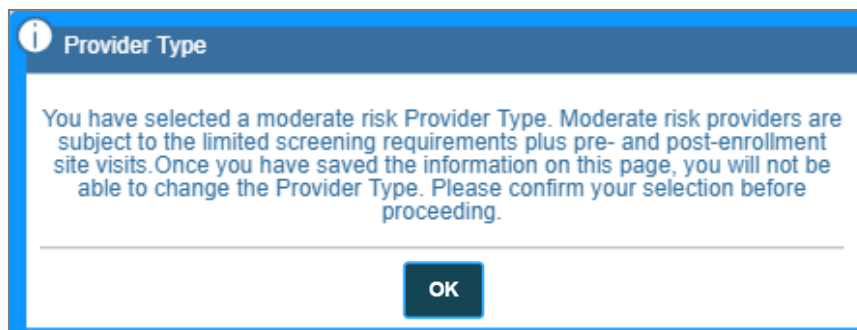 Provider Type
You have selected a moderate risk Provider Type. Moderate risk providers are
subject to the limited screening requirements plus pre- and post-enrollment
site visits.Once you have saved the information on this page, you will not be
able to change the Provider Type. Please confirm your selection before
proceeding.
OK